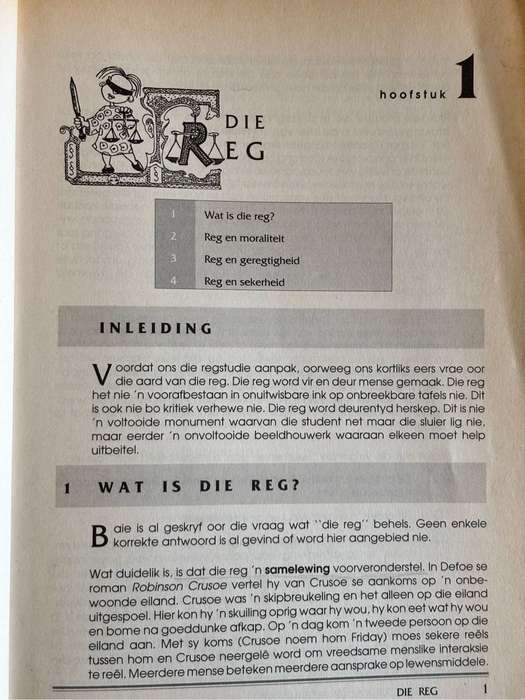 hoofstuk 1
DIE
REG
1 Wat is die reg?
2 Reg en moraliteit
3 Reg en geregtigheid
4 Reg en sekerheid
INLEIDING
Voordat ons die regstudie aanpak, oorweeg ons kortliks eers vrae oor
die aard van die reg. Die reg word vir en deur mense gemaak. Die reg
het nie 'n voorafbestaan in onuitwisbare ink op onbreekbare tafels nie. Dit
is ook nie bo kritiek verhewe nie. Die reg word deurentyd herskep. Dit is nie
'n voltooide monument waarvan die student net maar die sluier lig nie,
maar eerder 'n onvoltooide beeldhouwerk waaraan elkeen moet help
uitbeitel.
1 WAT IS DIE REG?
Baie is al geskryf oor die vraag wat "die reg" behels. Geen enkele
korrekte antwoord is al gevind of word hier aangebied nie.
Wat duidelik is, is dat die reg 'n samelewing voorveronderstel. In Defoe se
roman Robinson Crusoe vertel hy van Crusoe se aankoms op 'n onbe-
woonde eiland. Crusoe was 'n skipbreukeling en het alleen op die eiland
uitgespoel. Hier kon hy 'n skuiling oprig waar hy wou, hy kon eet wat hy wou
en bome na goeddunke afkap. Op 'n dag kom 'n tweede persoon op die
eiland aan. Met sy koms (Crusoe noem hom Friday) moes sekere reëls
tussen hom en Crusoe neergelê word om vreedsame menslike interaksie
te reël. Meerdere mense beteken meerdere aansprake op lewensmiddele.
DIE REG 1